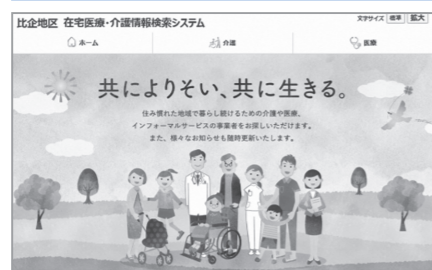 比企地区 在宅医療・介護情報検索システム
文字サイズ 標準 拡大
ホーム
介護
医療
共によりそい、共に生きる。
住み慣れた地域で暮らし続けるための介護や医療、
インフォーマルサービスの事業者をお探しいただけます。
また、様々なお知らせも随時更新いたします。